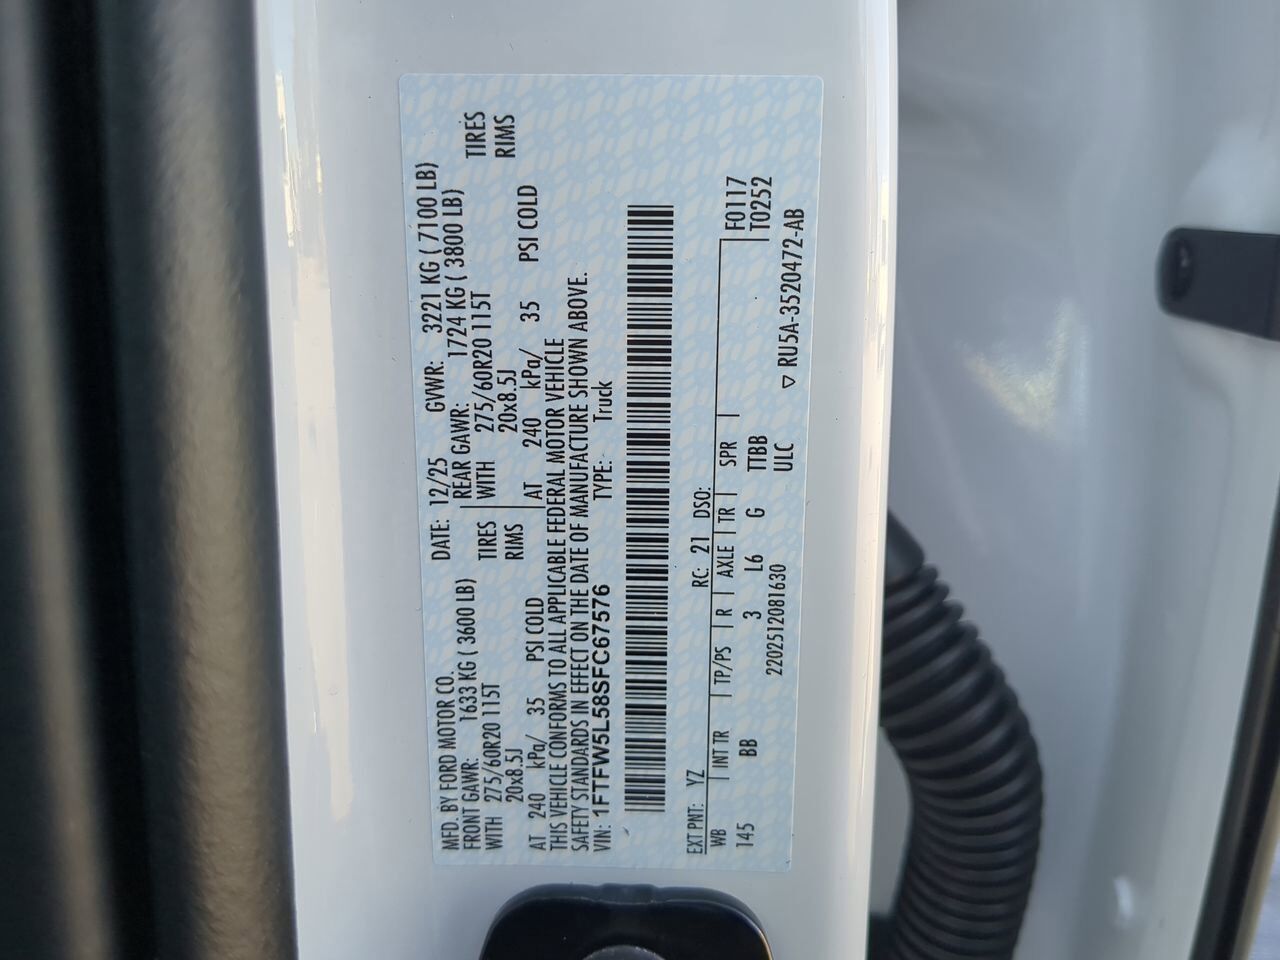 MFD. BY FORD MOTOR CO.
DATE: 12/25 GVWR: 3221 KG ( 7100 LB)
FRONT GAWR: 1633 KG ( 3600 LB) REAR GAWR: 1724 KG ( 3800 LB)
WITH 275/60R20 115T TIRES WITH 275/60R20 115T TIRES
20x8.5J RIMS 20x8.5J RIMS
AT 240 kPa/ 35 PSI COLD AT 240 kPa/ 35 PSI COLD
THIS VEHICLE CONFORMS TO ALL APPLICABLE FEDERAL MOTOR VEHICLE
SAFETY STANDARDS IN EFFECT ON THE DATE OF MANUFACTURE SHOWN ABOVE.
VIN: 1FTFW5L58SFC67576 TYPE: Truck
EXT PNT: YZ RC: 21 DSO:
WB INT TR TP/PS R AXLE TR SPR F0117
145 BB 3 L6 G TTBB T0252
2202512081630 ULC ▽ RU5A-3520472-AB